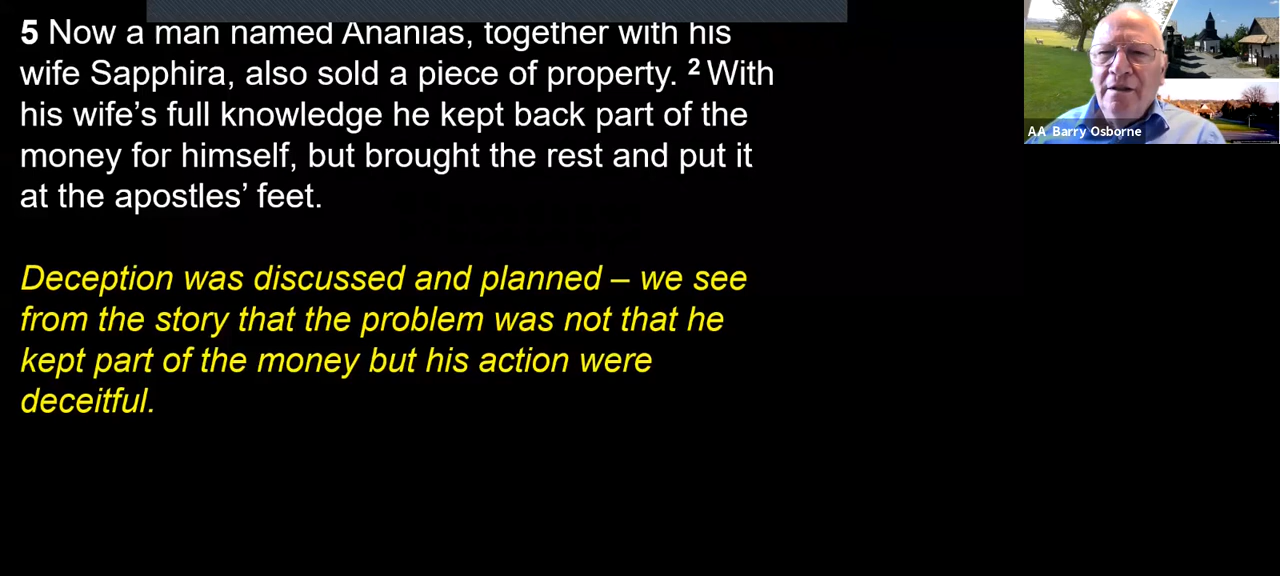 5 Now a man named Ananias, together with his
wife Sapphira, also sold a piece of property. 2 With
his wife’s full knowledge he kept back part of the
money for himself, but brought the rest and put it
at the apostles’ feet.
Deception was discussed and planned – we see
from the story that the problem was not that he
kept part of the money but his action were
deceitful.
AA Barry Osborne